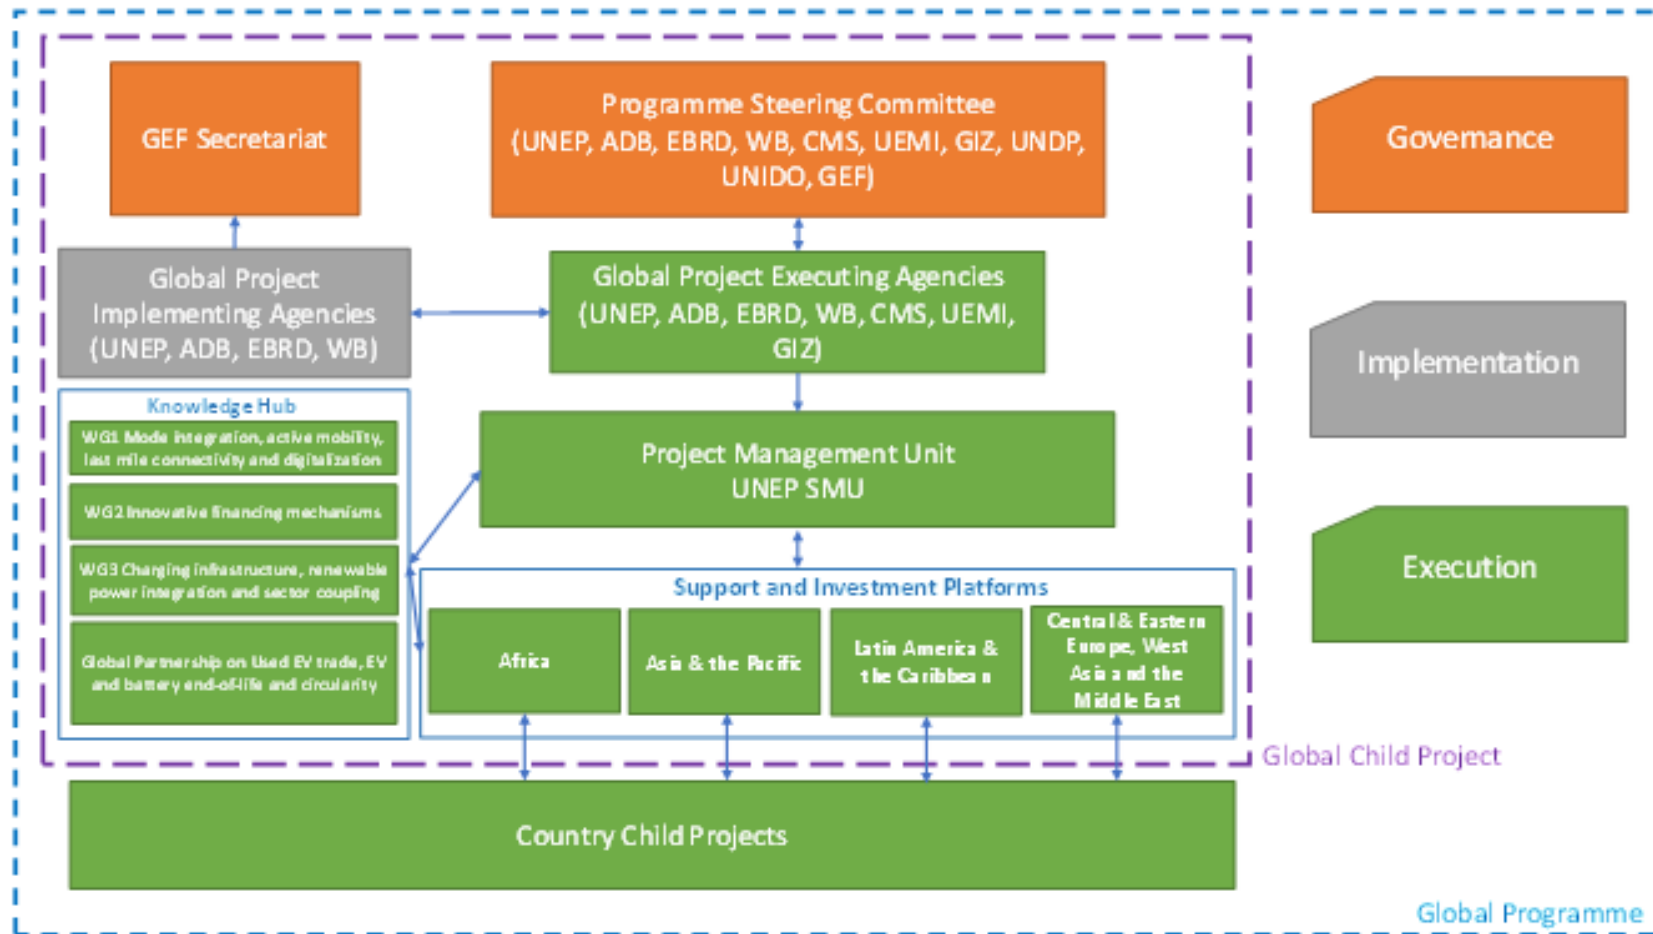 GEF Secretariat
Programme Steering Committee
(UNEP, ADB, EBRD, WB, CMS, UEMI, GIZ, UNDP,
UNIDO, GEF)
Governance
Global Project
Implementing Agencies
(UNEP, ADB, EBRD, WB)
Global Project Executing Agencies
(UNEP, ADB, EBRD, WB, CMS, UEMI,
GIZ)
Implementation
Knowledge Hub
WG1 Mode integration, active mobility,
last mile connectivity and digitalization
WG2 Innovative financing mechanisms
WG3 Charging infrastructure, renewable
power integration and sector coupling
Global Partnership on Used EV trade, EV
and battery end-of-life and circularity
Project Management Unit
UNEP SMU
Execution
Support and Investment Platforms
Africa
Asia & the Pacific
Latin America &
the Caribbean
Central & Eastern
Europe, West
Asia and the
Middle East
Global Child Project
Country Child Projects
Global Programme